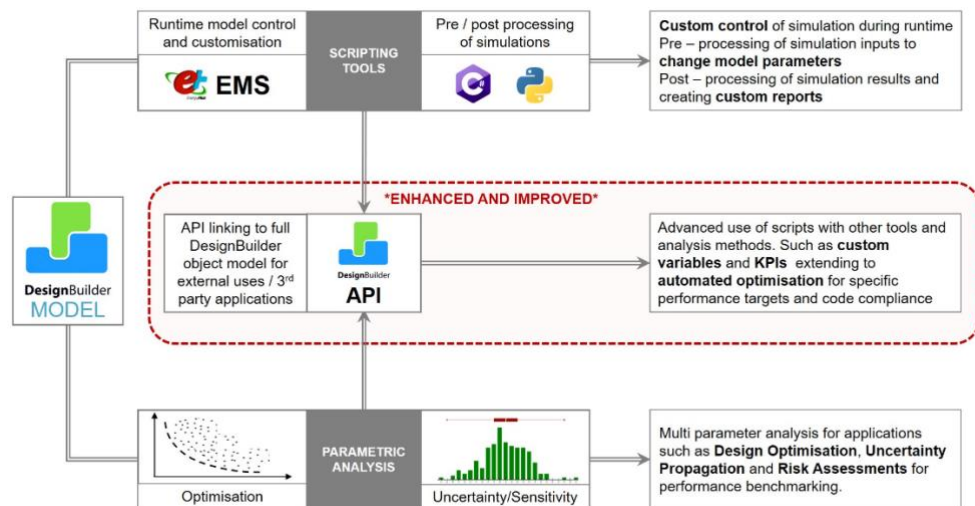 Runtime model control
and customisation
EMS
SCRIPTING
TOOLS
Pre / post processing
of simulations
Custom control of simulation during runtime
Pre – processing of simulation inputs to
change model parameters
Post – processing of simulation results and
creating custom reports
*ENHANCED AND IMPROVED*
DesignBuilder
MODEL
API linking to full
DesignBuilder
object model for
external uses / 3rd
party applications
DesignBuilder
API
Advanced use of scripts with other tools and
analysis methods. Such as custom
variables and KPIs extending to
automated optimisation for specific
performance targets and code compliance
Optimisation
PARAMETRIC
ANALYSIS
Uncertainty/Sensitivity
Multi parameter analysis for applications
such as Design Optimisation, Uncertainty
Propagation and Risk Assessments for
performance benchmarking.